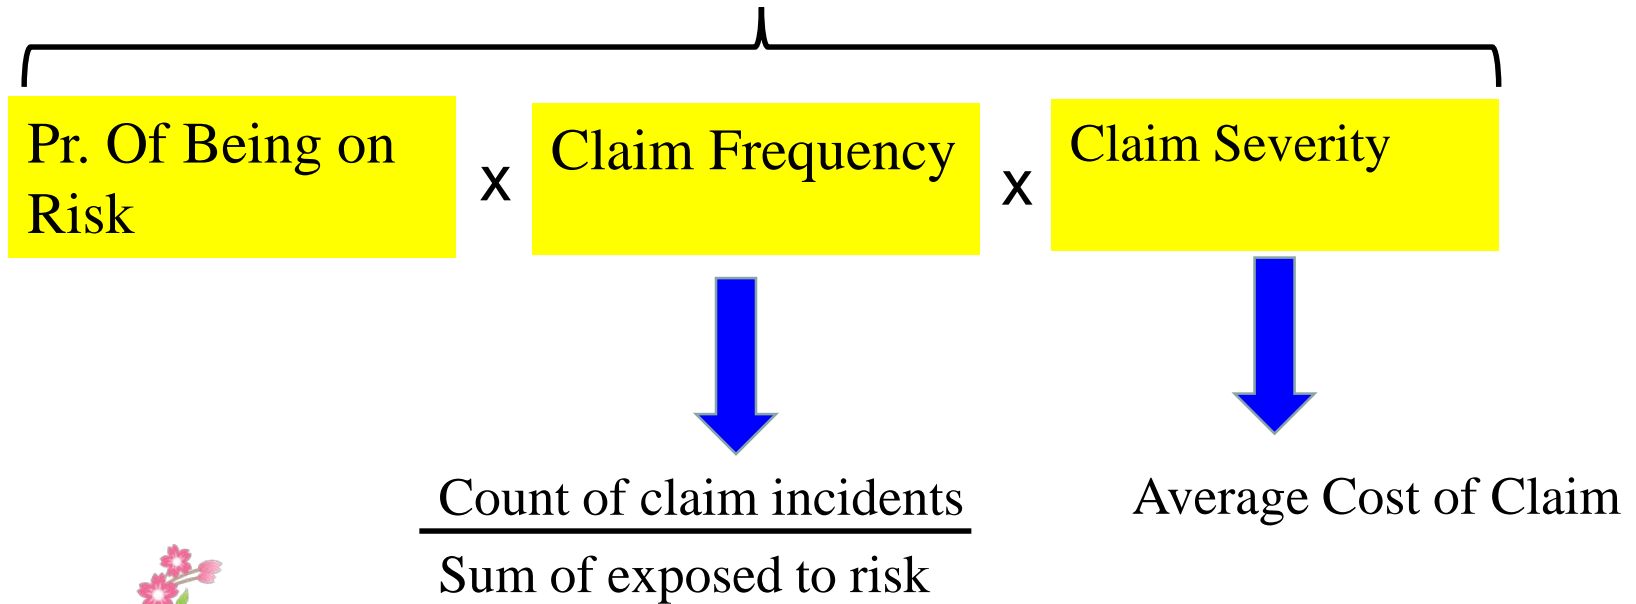 Pr. Of Being on
Risk
x
Claim Frequency
x
Claim Severity
Count of claim incidents
Sum of exposed to risk
Average Cost of Claim